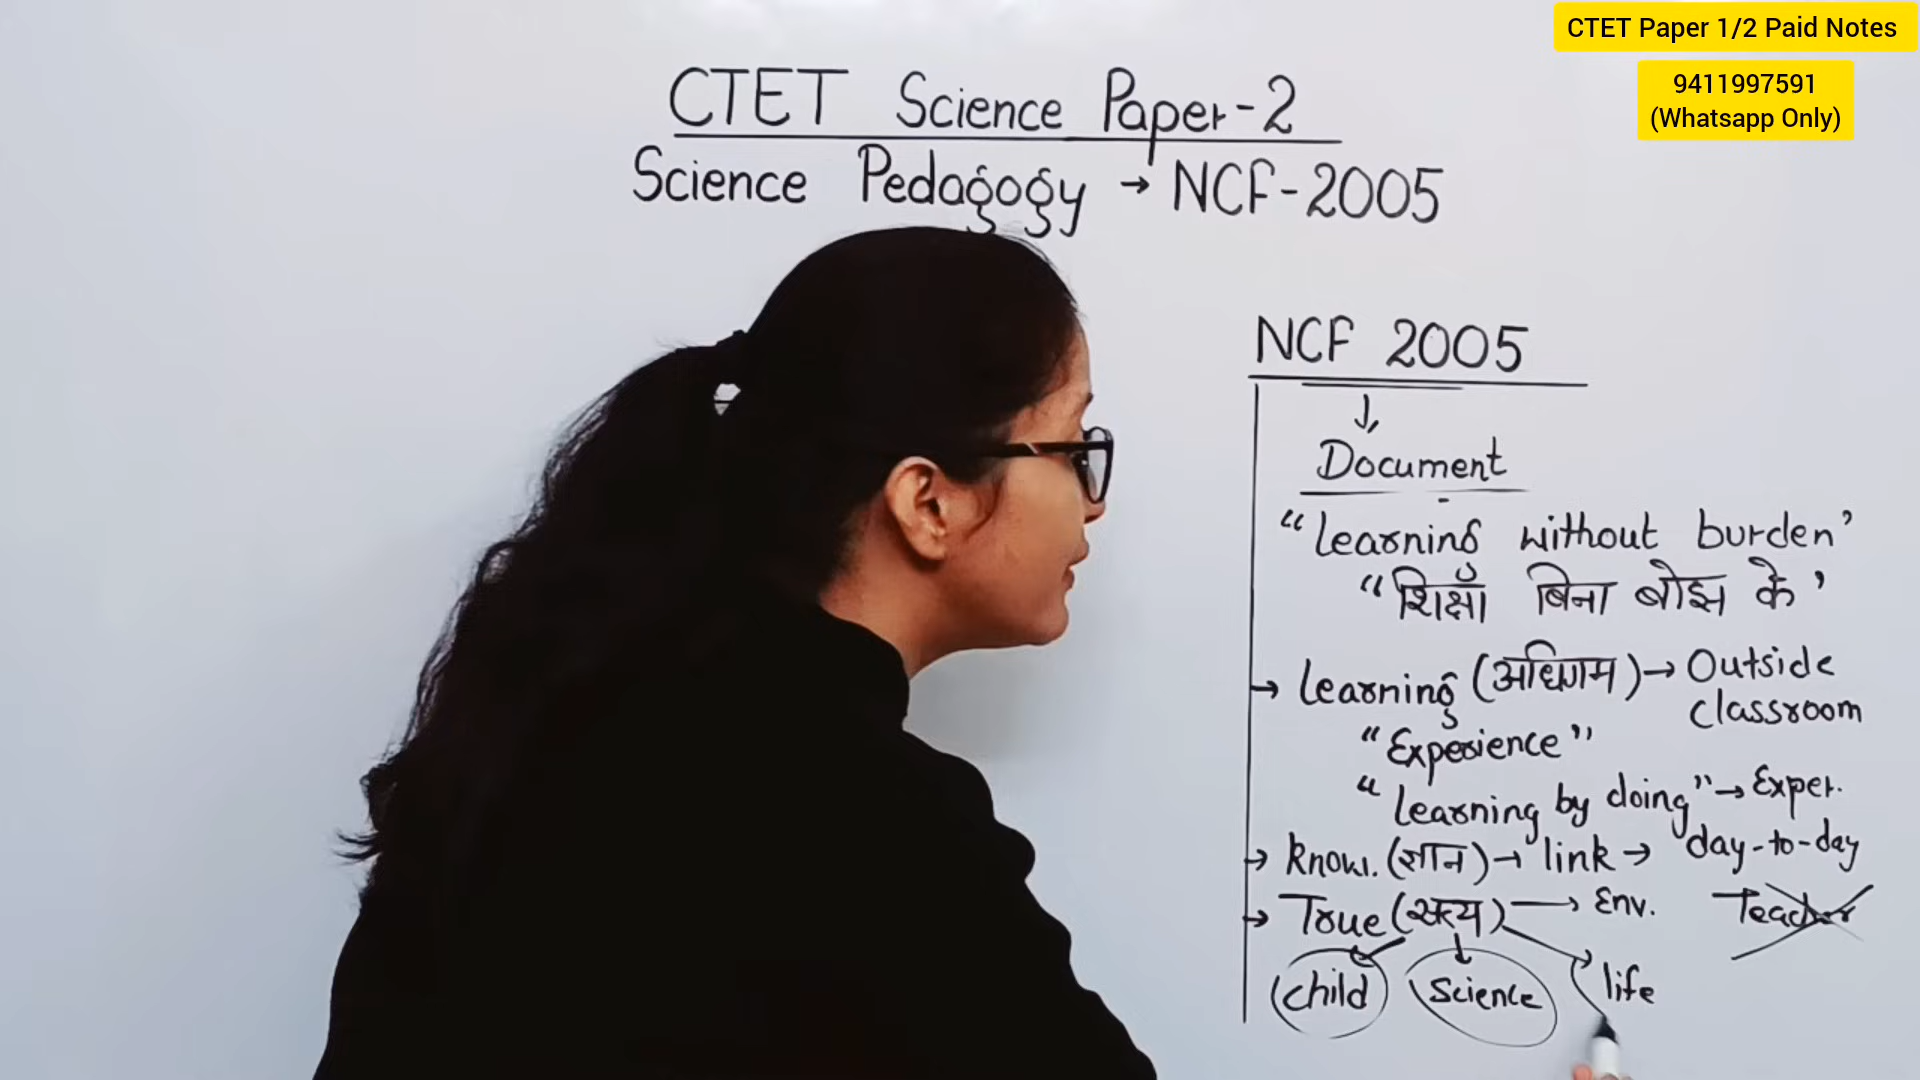 CTET Paper 1/2 Paid Notes
9411997591
(Whatsapp Only)
CTET Science Paper-2
Science Pedagogy → NCF-2005
NCF 2005
↓
Document
"Learning without burden"
"शिक्षा बिना बोझ के"
→ Learning (अधिगम) → Outside classroom
"Experience"
"Learning by doing" → Exper.
→ Know. (ज्ञान) → link → day-to-day
→ True (सत्य) → Env. Teacher
child science life